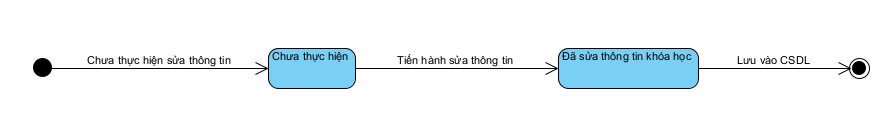 Chưa thực hiện sửa thông tin
Chưa thực hiện
Tiến hành sửa thông tin
Đã sửa thông tin khóa học
Lưu vào CSDL